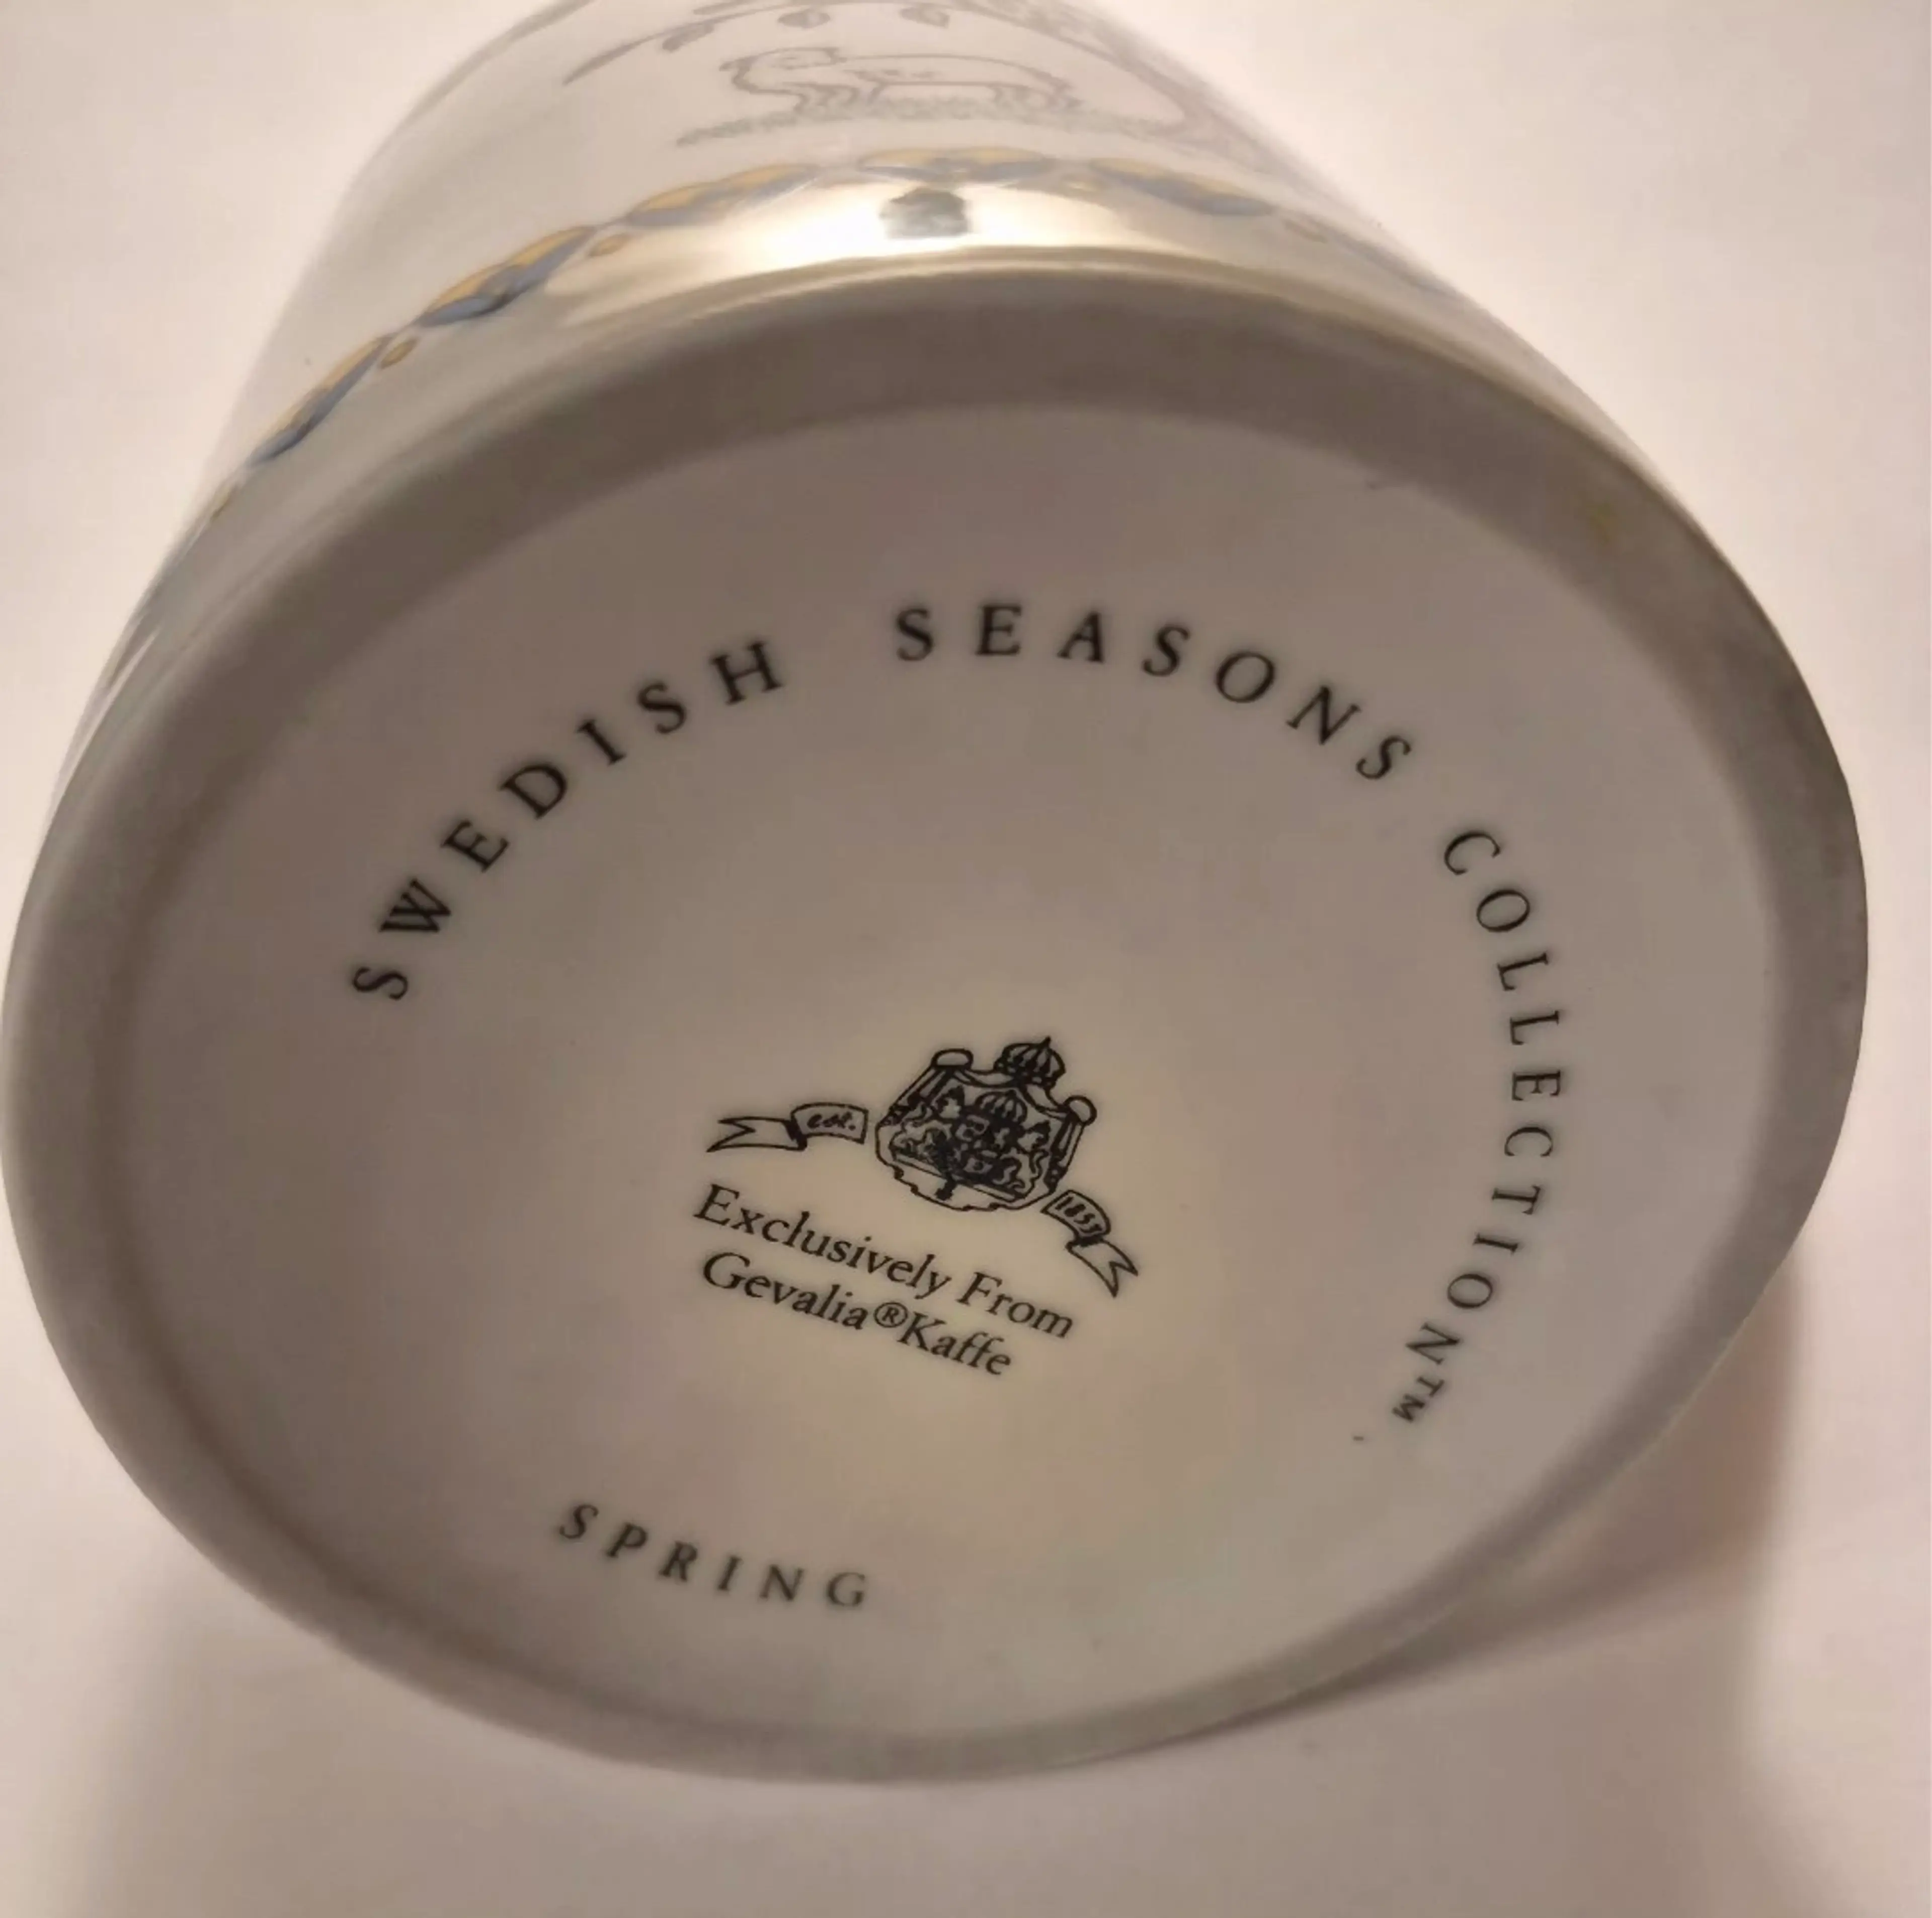 SWEDISH SEASONS COLLECTION™
est. 1853
Exclusively From
Gevalia®Kaffe
SPRING